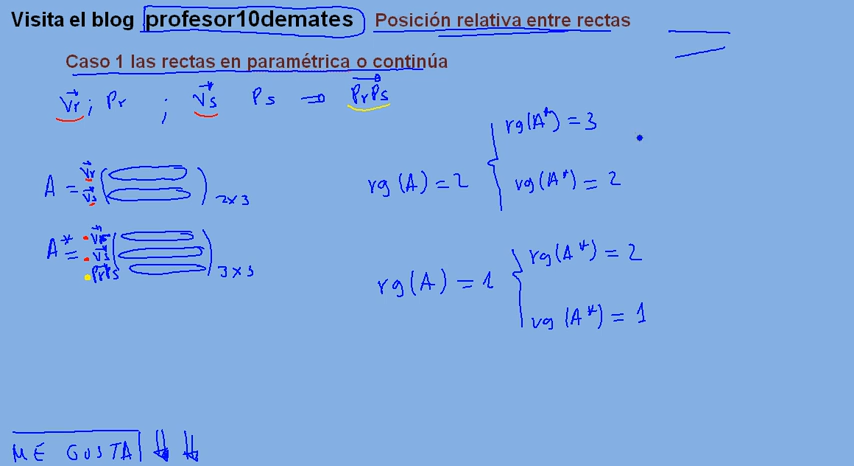 Visita el blog profesor10demates Posición relativa entre rectas
Caso 1 las rectas en paramétrica o continúa
Vr ; Pr ; Vs Ps ⇒ PrPs
rg(A*) = 3
rg(A) = 2
rg(A*) = 2
A = Vr
Vs
2x3
A* = Vr
Vs
PrPs
3x3
rg(A*) = 2
rg(A) = 1
rg(A*) = 1
ME GUSTA